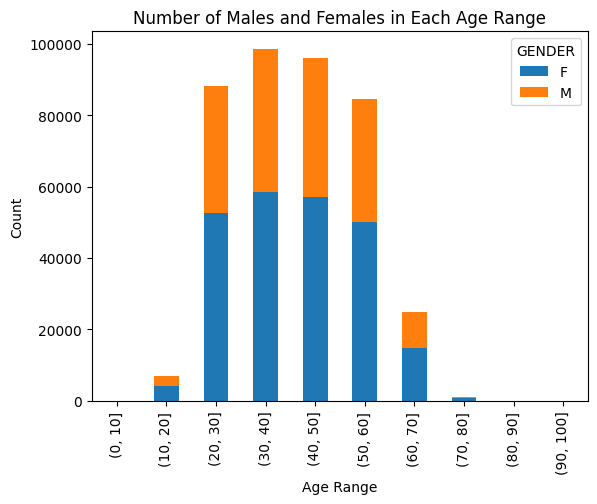 Number of Males and Females in Each Age Range
GENDER
F
M
Count
100000
80000
60000
40000
20000
0
(0, 10]
(10, 20]
(20, 30]
(30, 40]
(40, 50]
(50, 60]
(60, 70]
(70, 80]
(80, 90]
(90, 100]
Age Range